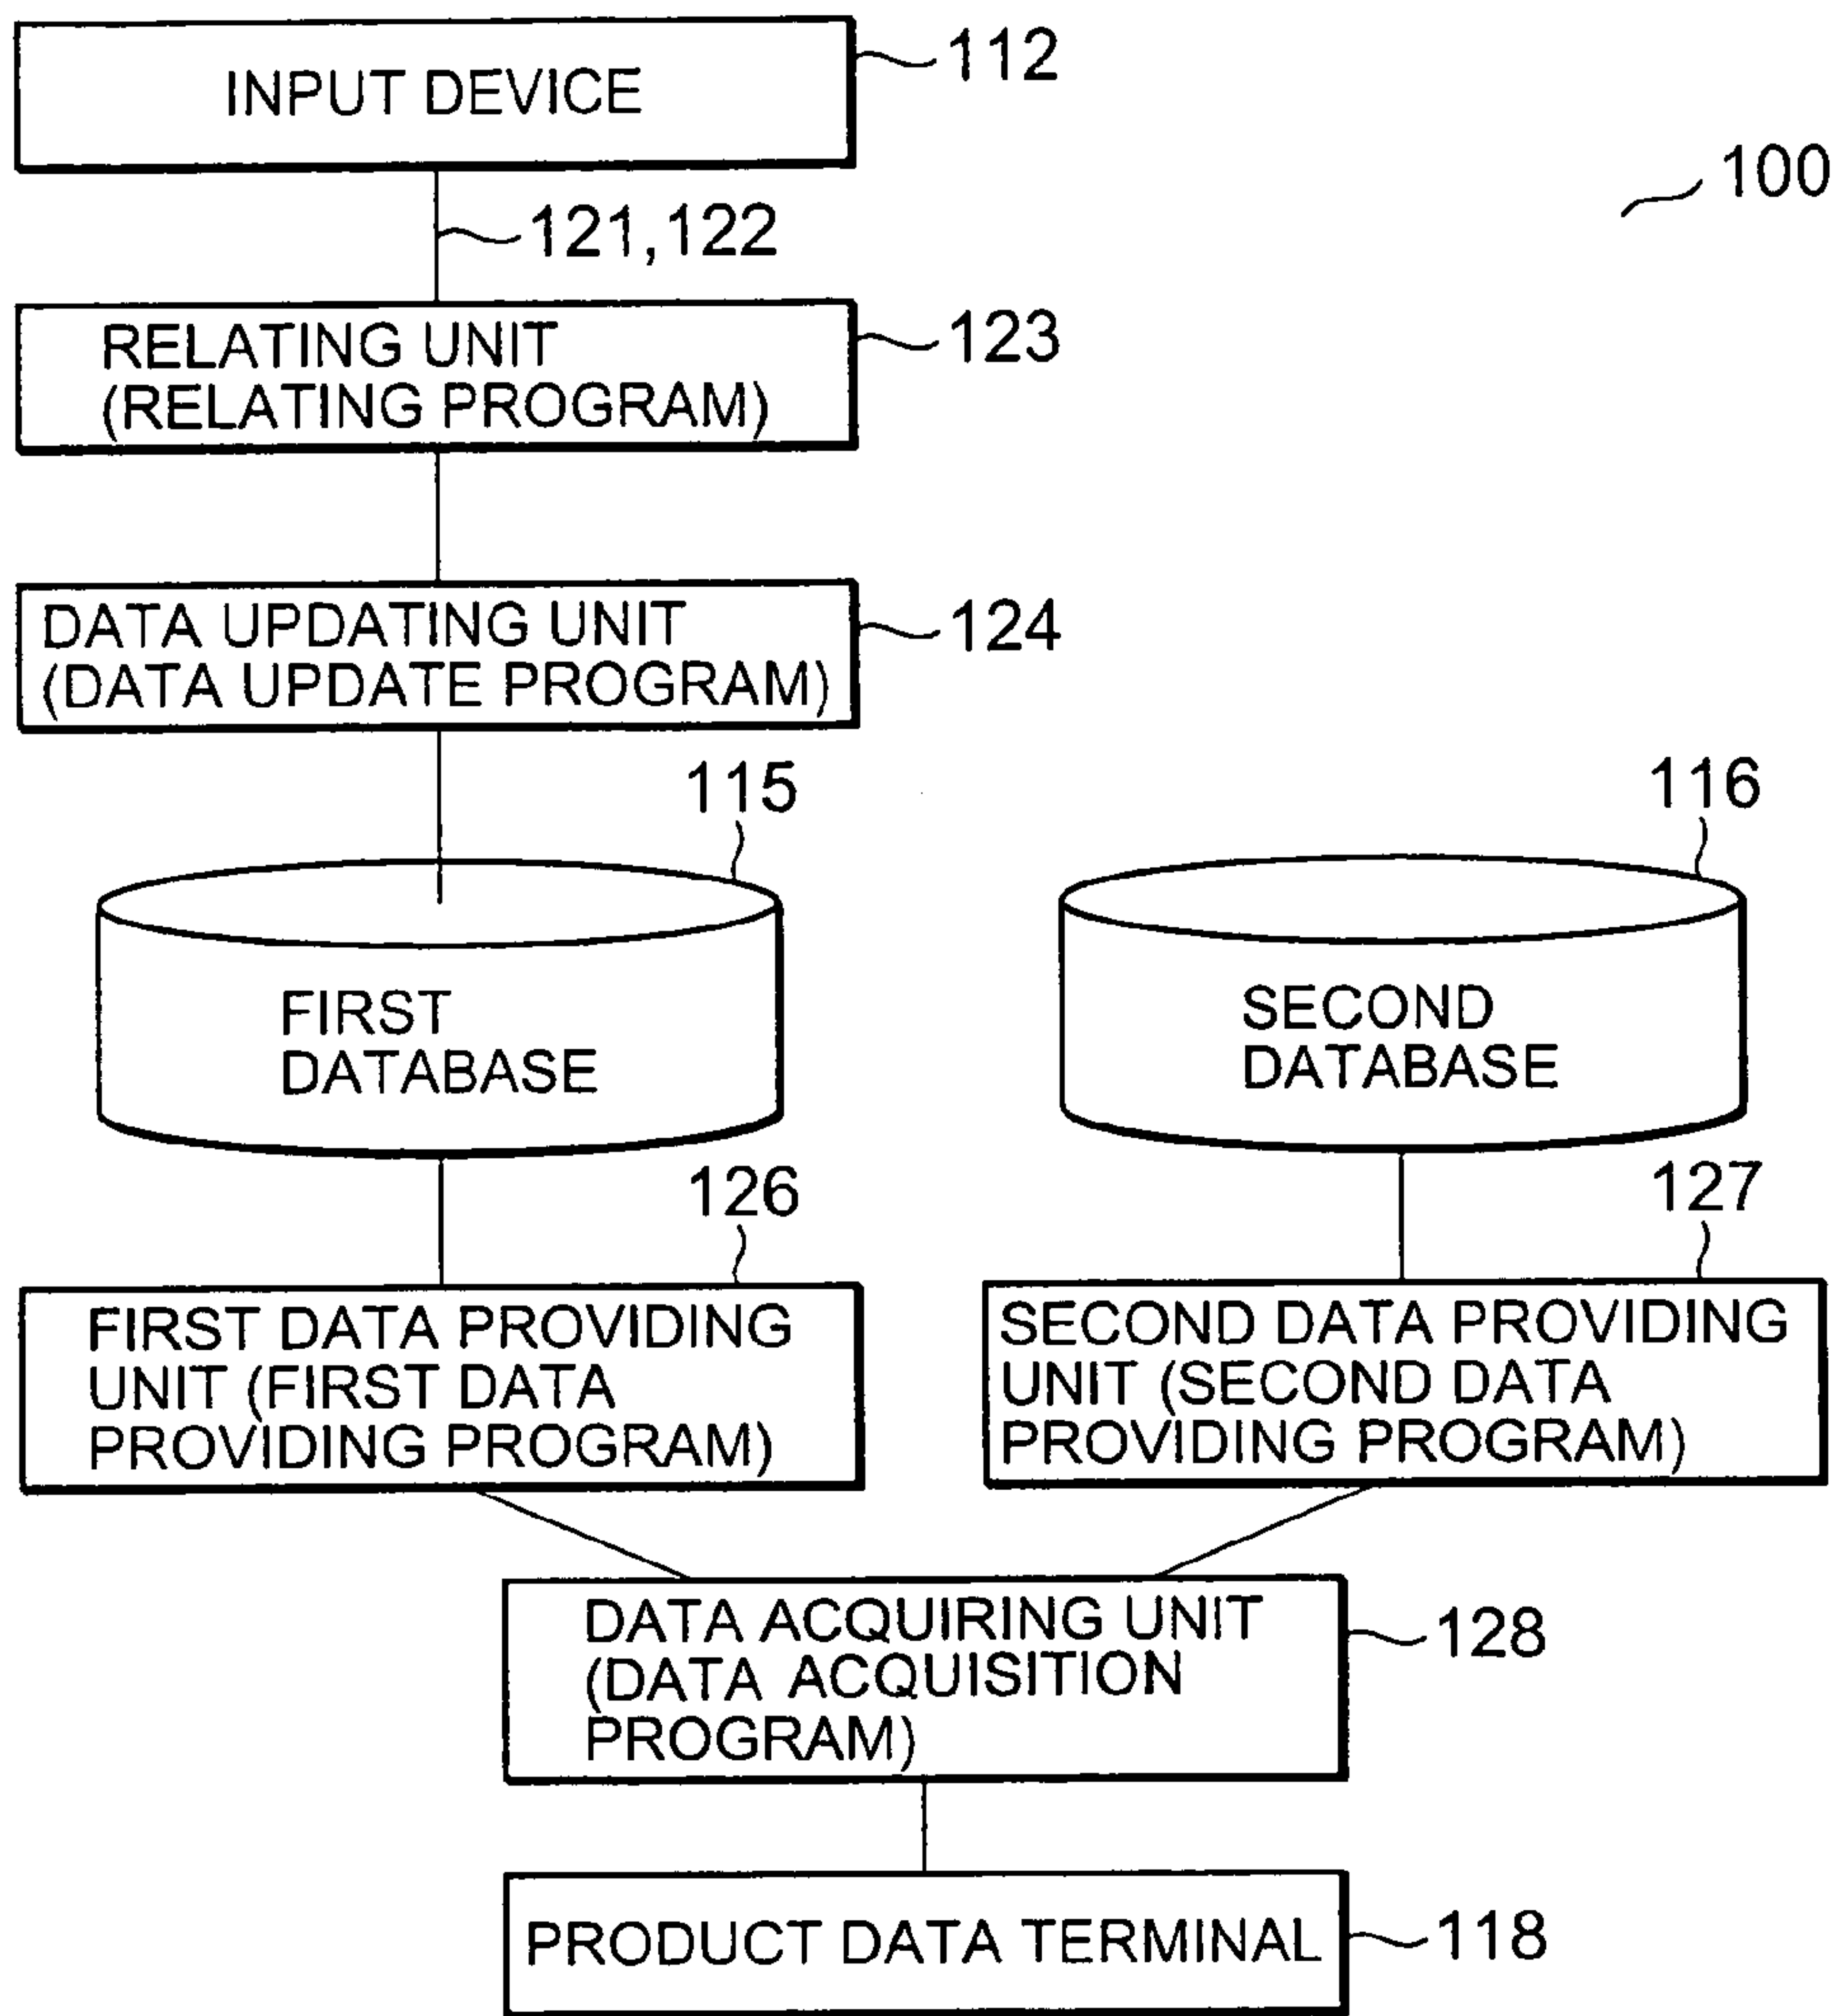 INPUT DEVICE
112
100
121,122
RELATING UNIT
(RELATING PROGRAM)
123
DATA UPDATING UNIT
(DATA UPDATE PROGRAM)
124
115
116
FIRST
DATABASE
SECOND
DATABASE
126
127
FIRST DATA PROVIDING
UNIT (FIRST DATA
PROVIDING PROGRAM)
SECOND DATA PROVIDING
UNIT (SECOND DATA
PROVIDING PROGRAM)
DATA ACQUIRING UNIT
(DATA ACQUISITION
PROGRAM)
128
PRODUCT DATA TERMINAL
118